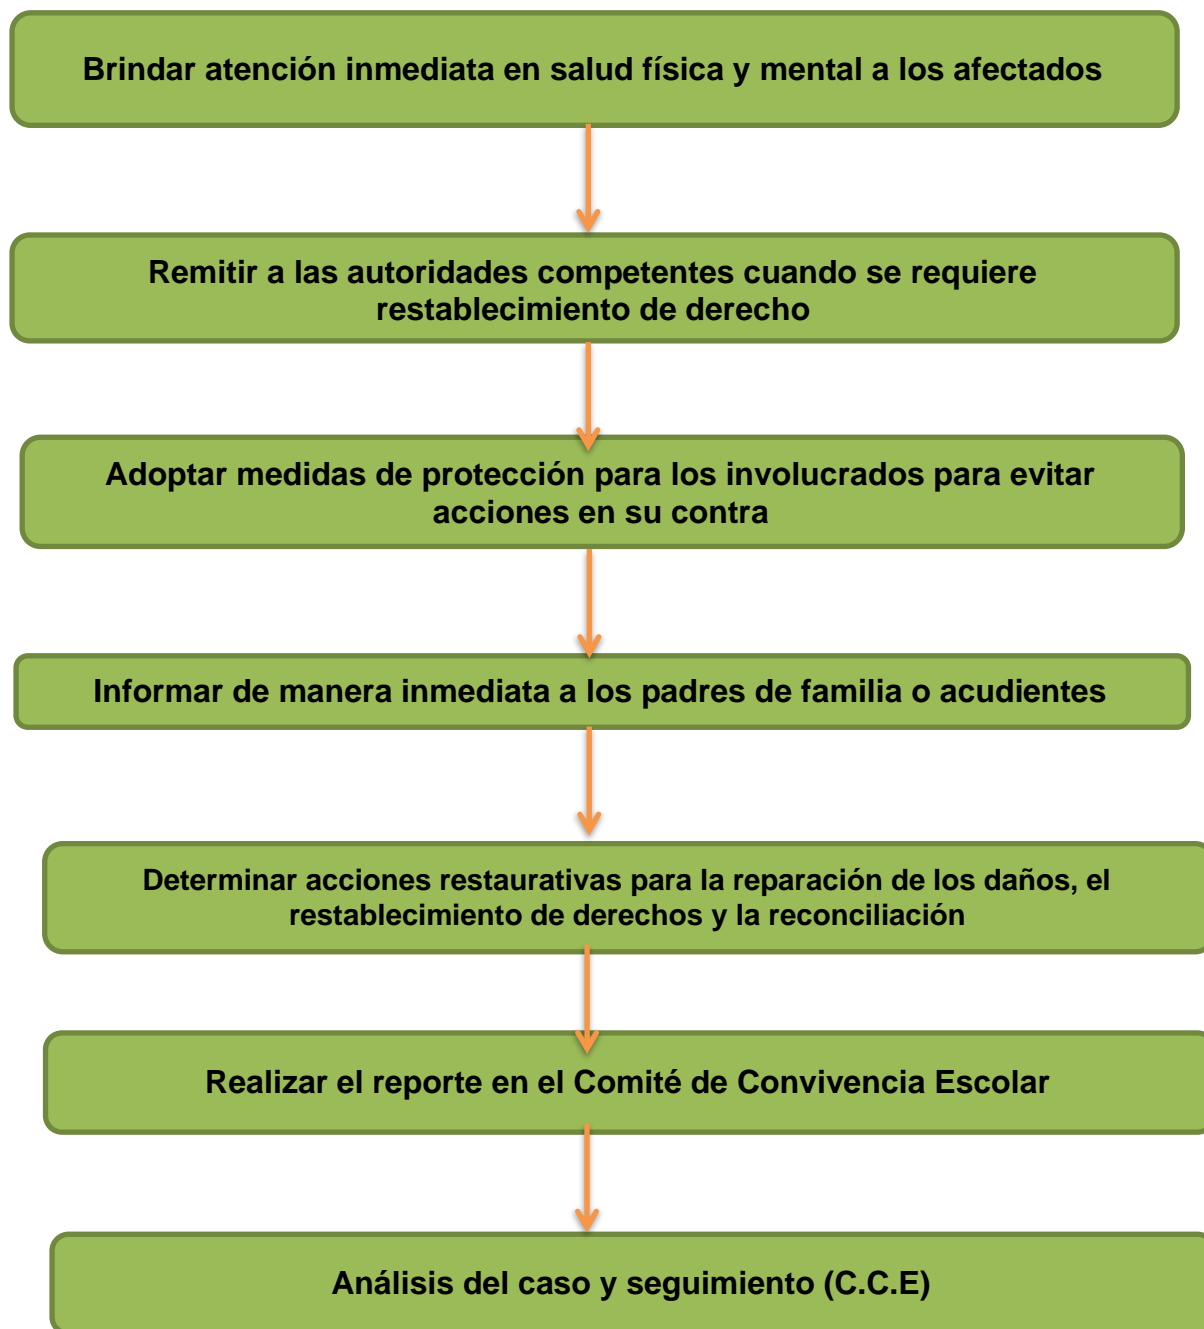 Brindar atención inmediata en salud física y mental a los afectados
Remitir a las autoridades competentes cuando se requiere
restablecimiento de derecho
Adoptar medidas de protección para los involucrados para evitar
acciones en su contra
Informar de manera inmediata a los padres de familia o acudientes
Determinar acciones restaurativas para la reparación de los daños, el
restablecimiento de derechos y la reconciliación
Realizar el reporte en el Comité de Convivencia Escolar
Análisis del caso y seguimiento (C.C.E)